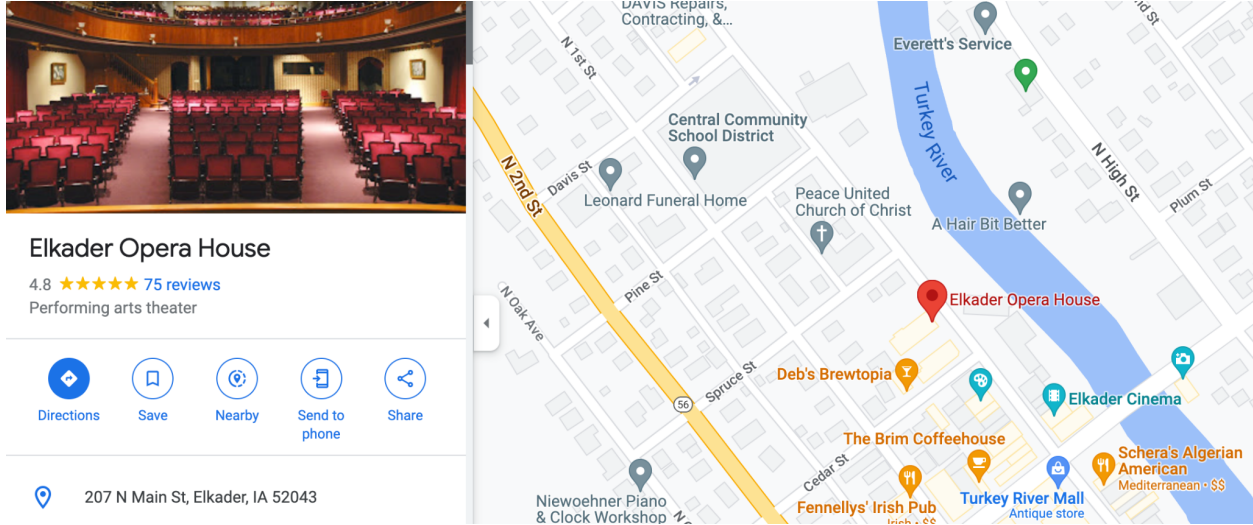 Elkader Opera House
4.8
75 reviews
Performing arts theater
Directions
Save
Nearby
Send to
phone
Share
207 N Main St, Elkader, IA 52043
DAVIS Repairs,
Contracting, &...
N 1st St
Everett's Service
nd St
Turkey River
Central Community
School District
N 2nd St
Davis St
Leonard Funeral Home
N High St
Plum St
Peace United
Church of Christ
A Hair Bit Better
Pine St
N Oak Ave
Elkader Opera House
Spruce St
56
Deb's Brewtopia
Elkader Cinema
The Brim Coffeehouse
Cedar St
Schera's Algerian
American
Mediterranean • $$
Niewoehner Piano
& Clock Workshop
Fennellys' Irish Pub
Irish • $$
Turkey River Mall
Antique store